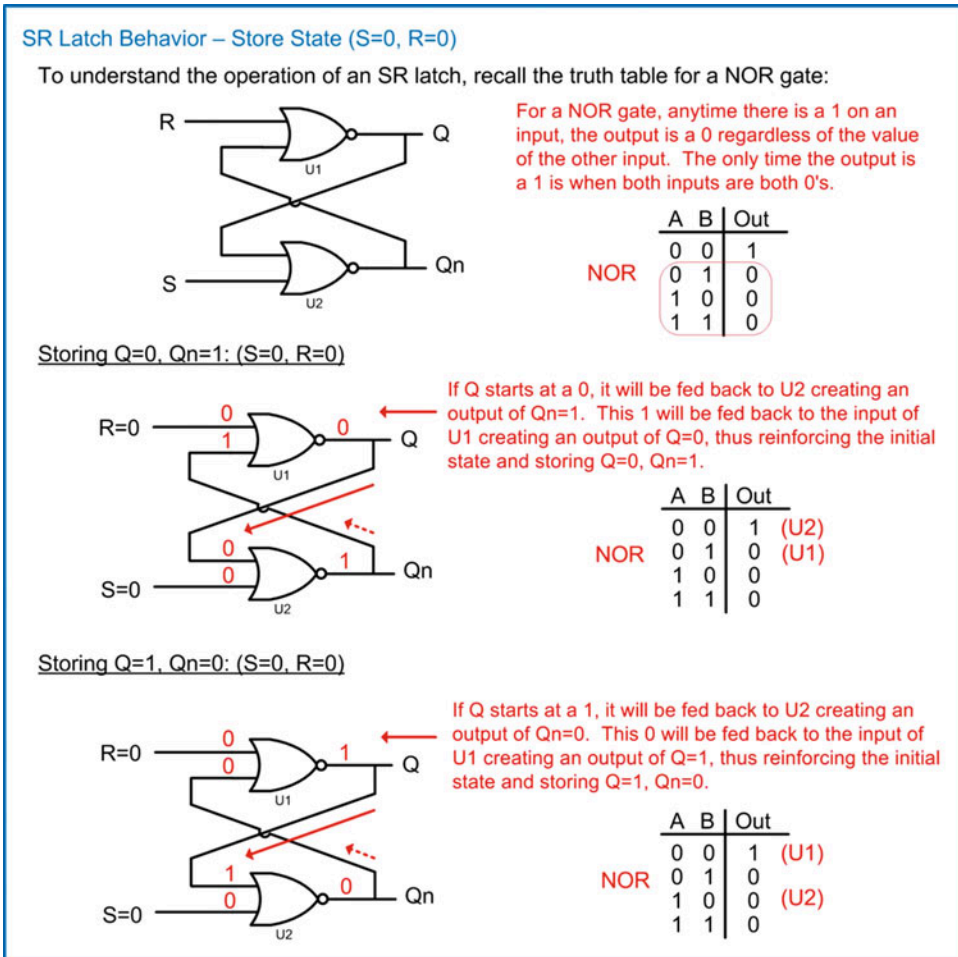 SR Latch Behavior – Store State (S=0, R=0)
To understand the operation of an SR latch, recall the truth table for a NOR gate:
R
Q
U1
S
Qn
U2
For a NOR gate, anytime there is a 1 on an
input, the output is a 0 regardless of the value
of the other input. The only time the output is
a 1 is when both inputs are both 0's.
NOR
A B Out
0 0 1
0 1 0
1 0 0
1 1 0
Storing Q=0, Qn=1: (S=0, R=0)
R=0
0
1
0
Q
U1
0
0
1
Qn
S=0
U2
If Q starts at a 0, it will be fed back to U2 creating an
output of Qn=1. This 1 will be fed back to the input of
U1 creating an output of Q=0, thus reinforcing the initial
state and storing Q=0, Qn=1.
NOR
A B Out
0 0 1 (U2)
0 1 0 (U1)
1 0 0
1 1 0
Storing Q=1, Qn=0: (S=0, R=0)
R=0
0
0
1
Q
U1
1
0
0
Qn
S=0
U2
If Q starts at a 1, it will be fed back to U2 creating an
output of Qn=0. This 0 will be fed back to the input of
U1 creating an output of Q=1, thus reinforcing the initial
state and storing Q=1, Qn=0.
NOR
A B Out
0 0 1 (U1)
0 1 0
1 0 0 (U2)
1 1 0